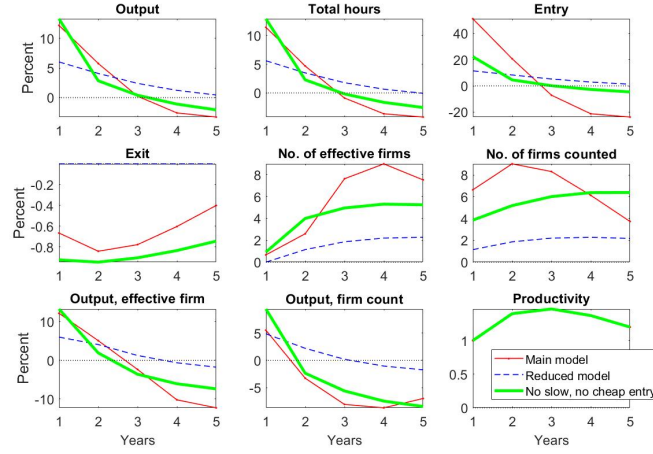 Output
Total hours
Entry
Percent
10
5
0
1 2 3 4 5
10
5
0
1 2 3 4 5
40
20
0
-20
1 2 3 4 5
Exit
No. of effective firms
No. of firms counted
Percent
-0.2
-0.4
-0.6
-0.8
1 2 3 4 5
8
6
4
2
0
1 2 3 4 5
8
6
4
2
0
1 2 3 4 5
Output, effective firm
Output, firm count
Productivity
Percent
10
0
-10
1 2 3 4 5
Years
5
0
-5
1 2 3 4 5
Years
1
0.5
0
1 2 3 4 5
Years
Main model
Reduced model
No slow, no cheap entry